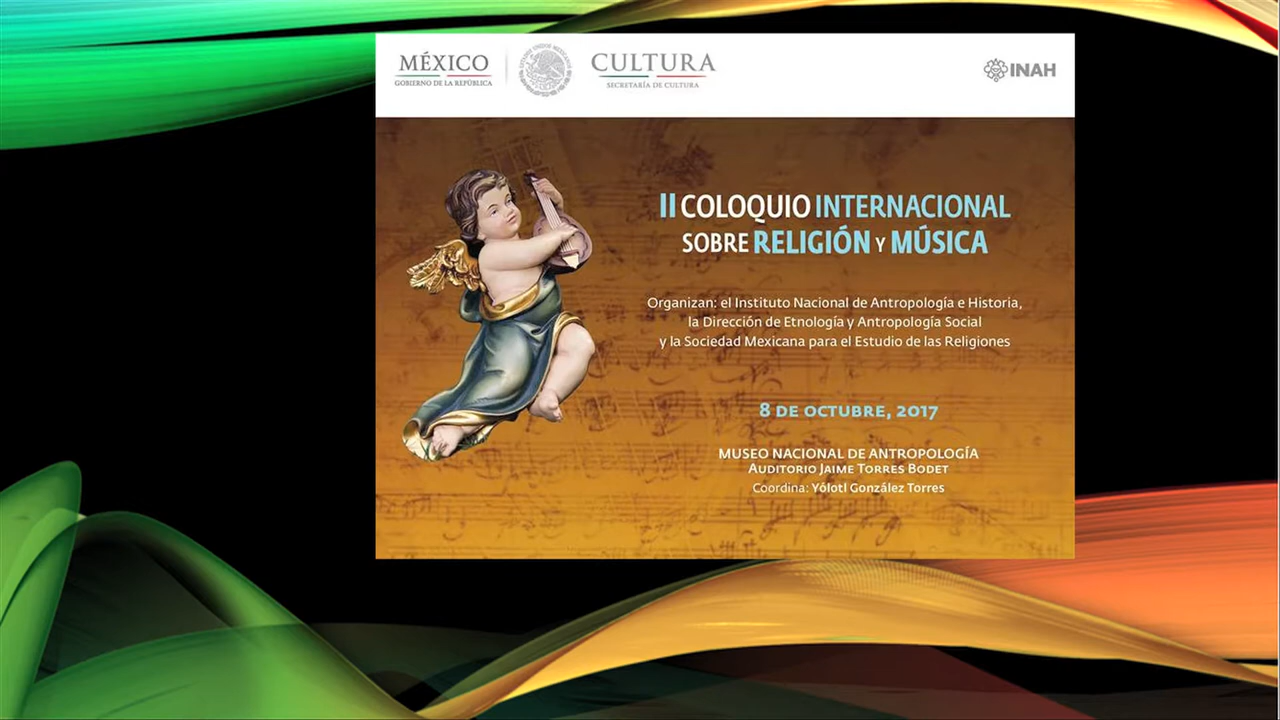 MÉXICO
GOBIERNO DE LA REPÚBLICA
CULTURA
SECRETARÍA DE CULTURA
INAH
II COLOQUIO INTERNACIONAL
SOBRE RELIGIÓN Y MÚSICA
Organizan: el Instituto Nacional de Antropología e Historia,
la Dirección de Etnología y Antropología Social
y la Sociedad Mexicana para el Estudio de las Religiones
8 DE OCTUBRE, 2017
MUSEO NACIONAL DE ANTROPOLOGÍA
AUDITORIO JAIME TORRES BODET
Coordina: Yólotl González Torres